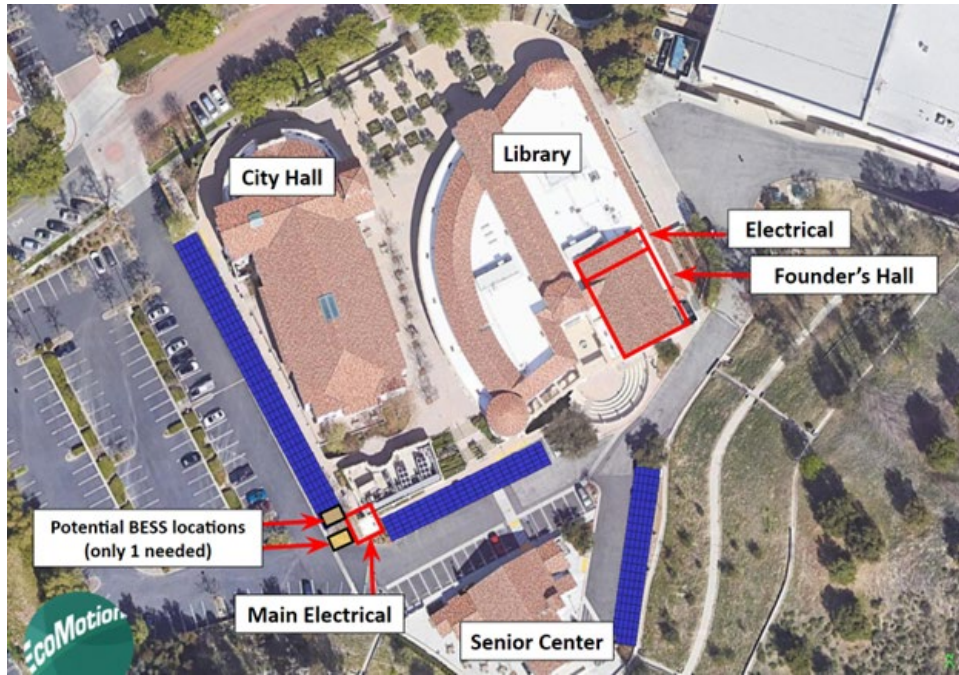 City Hall
Library
Electrical
Founder's Hall
Potential BESS locations
(only 1 needed)
Main Electrical
Senior Center
EcoMotion